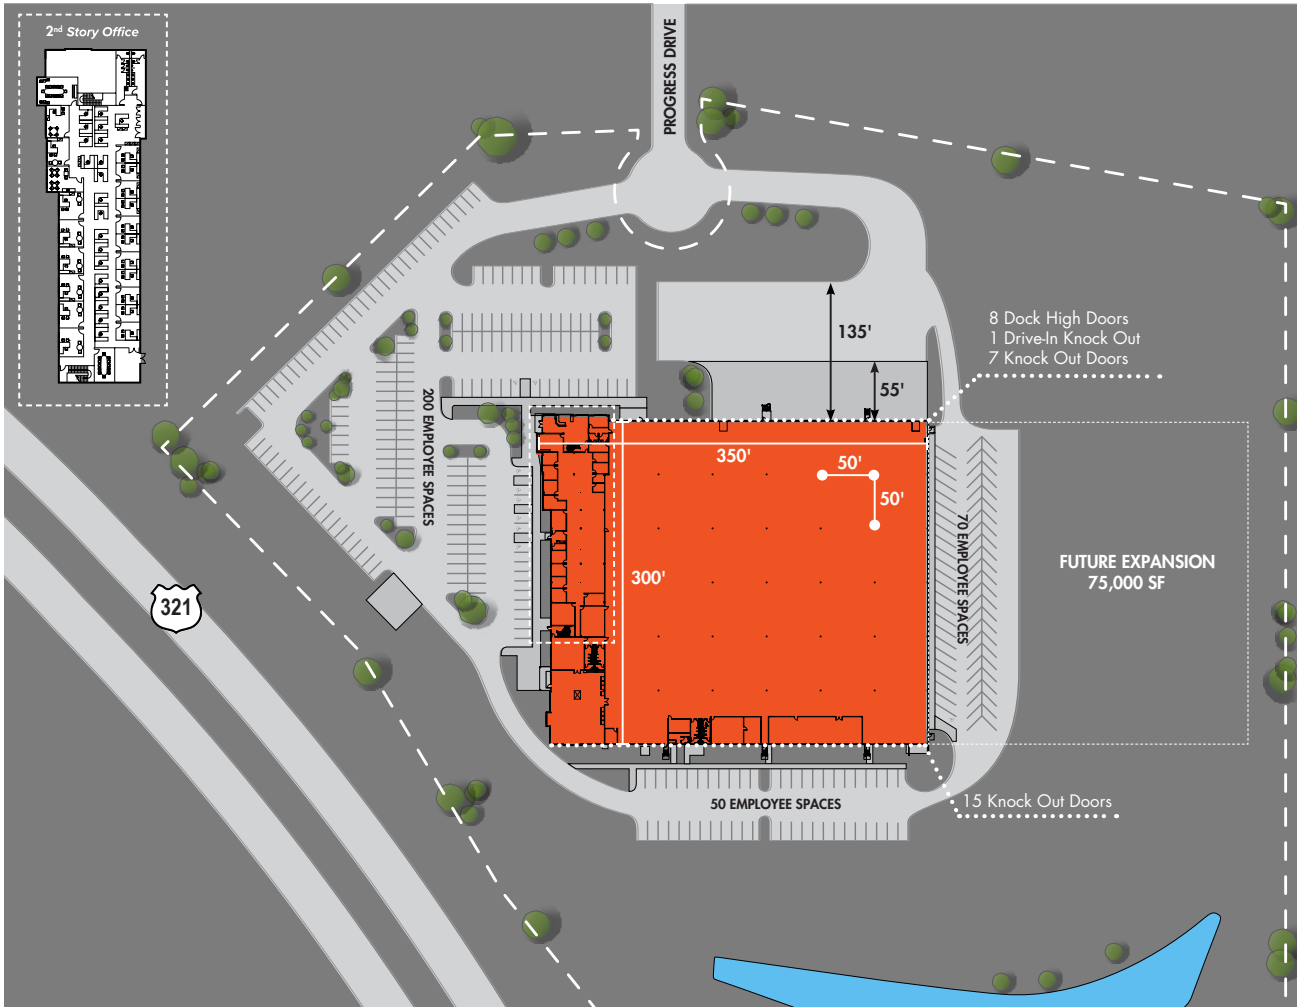 2nd Story Office
PROGRESS DRIVE
8 Dock High Doors
1 Drive-In Knock Out
7 Knock Out Doors
135'
55'
200 EMPLOYEE SPACES
350'
50'
50'
70 EMPLOYEE SPACES
FUTURE EXPANSION
75,000 SF
300'
321
50 EMPLOYEE SPACES
15 Knock Out Doors